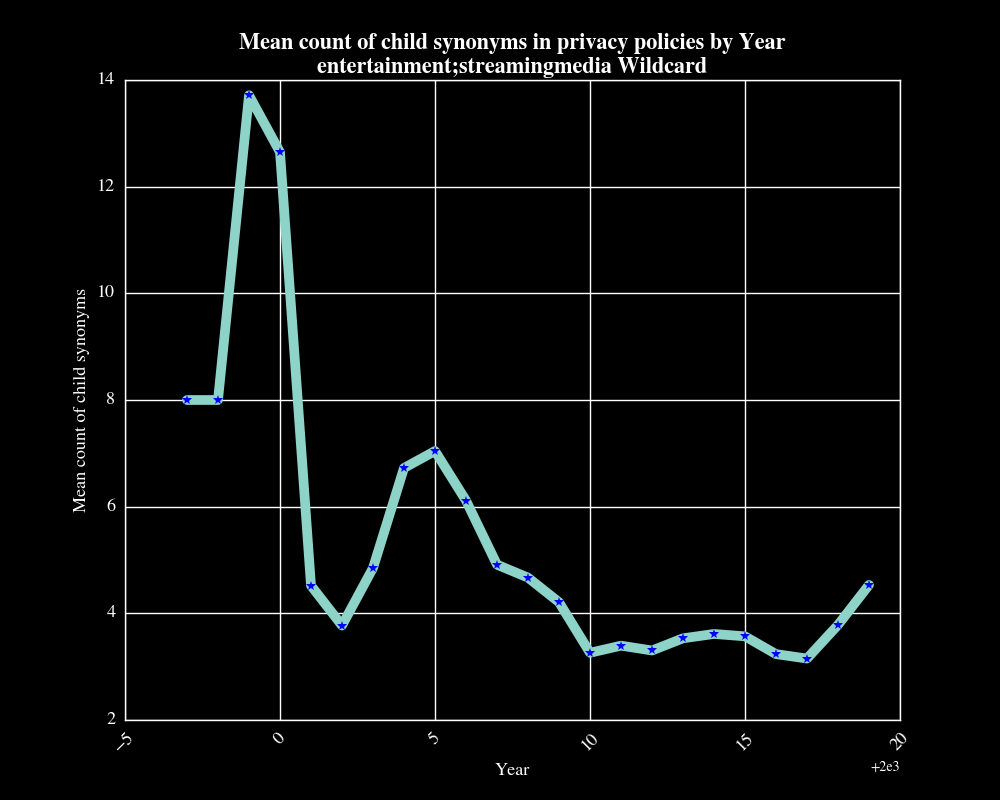 Mean count of child synonyms in privacy policies by Year
entertainment;streamingmedia Wildcard
14
12
10
8
6
4
2
Mean count of child synonyms
−5
0
5
10
15
20
Year
+2e3